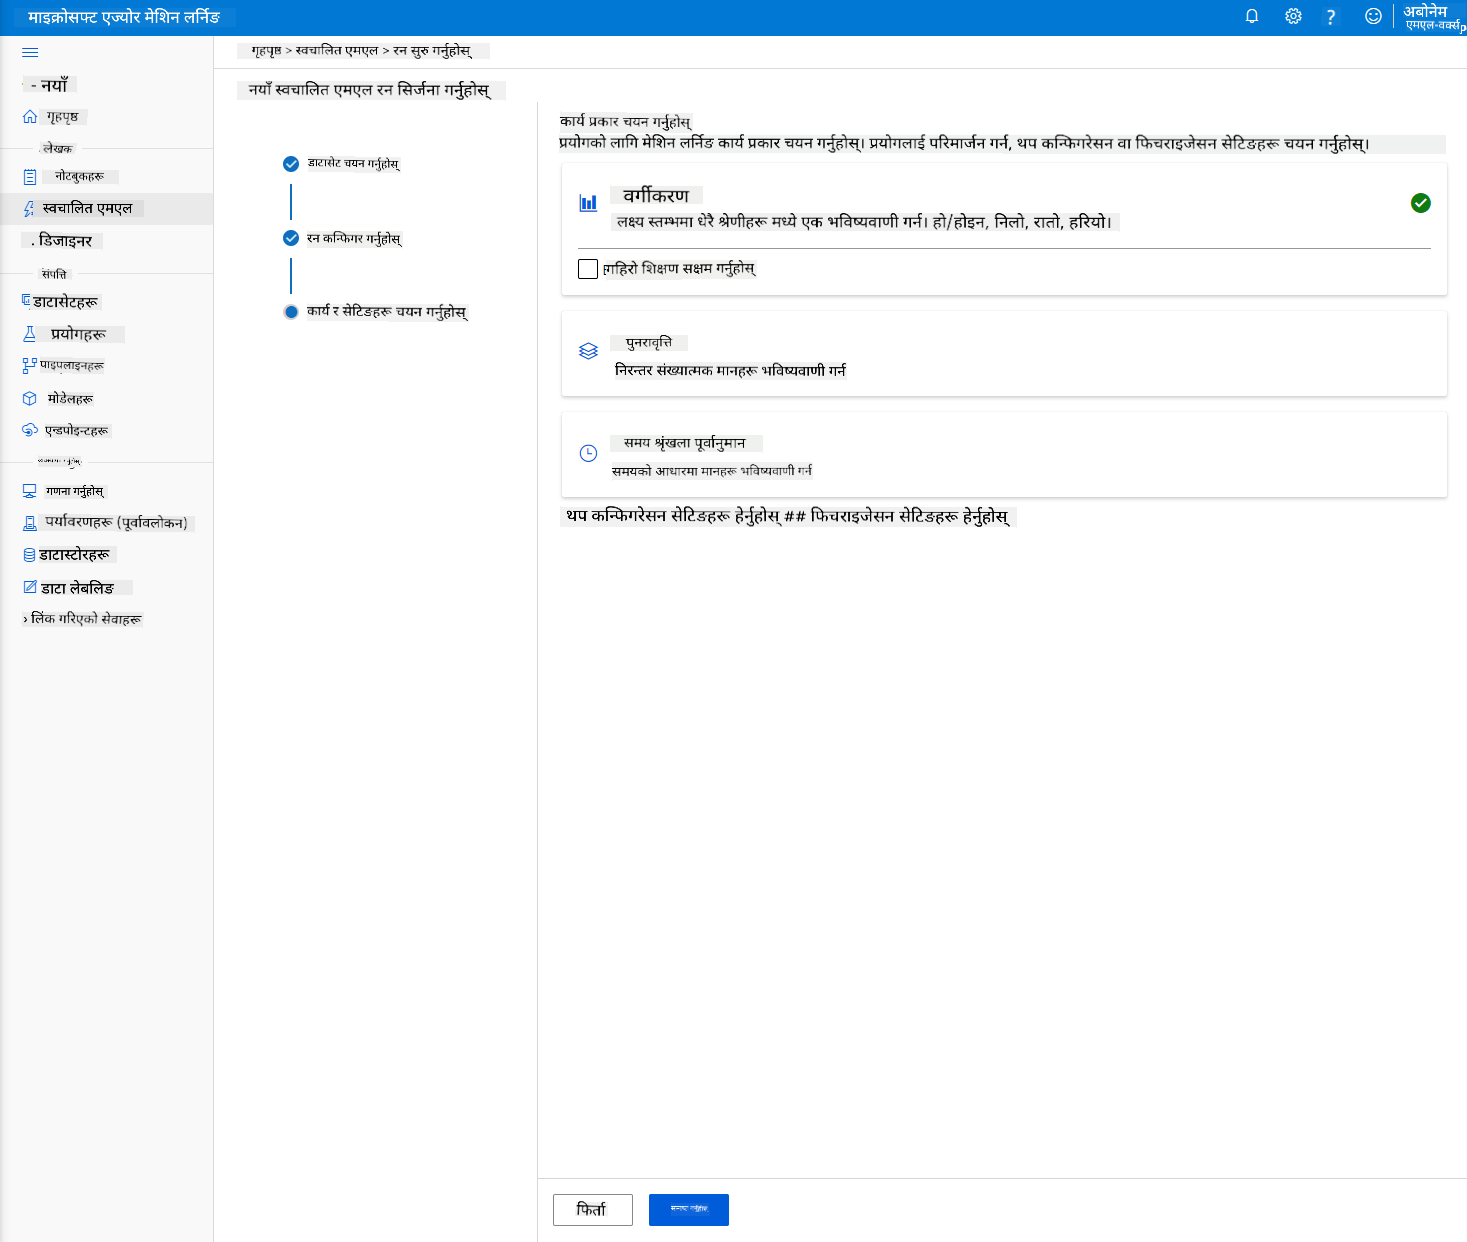 माइक्रोसफ्ट एज्योर मेशिन लर्निङ
अबोनेम
एमएल-वर्क्सp
गृहपृष्ठ > स्वचालित एमएल > रन सुरु गर्नुहोस्
- नयाँ
गृहपृष्ठ
लेखक
नोटबुकहरू
स्वचालित एमएल
. डिजाइनर
संपत्ति
डाटासेटहरू
प्रयोगहरू
पाइपलाइनहरू
मोडेलहरू
एन्डपोइन्टहरू
गणना गर्नुहोस्
पर्यावरणहरू (पूर्वावलोकन)
डाटास्टोरहरू
डाटा लेबलिङ
› लिंक गरिएको सेवाहरू
नयाँ स्वचालित एमएल रन सिर्जना गर्नुहोस्
डाटासेट चयन गर्नुहोस्
रन कन्फिगर गर्नुहोस्
कार्य र सेटिङहरू चयन गर्नुहोस्
कार्य प्रकार चयन गर्नुहोस्
प्रयोगको लागि मेशिन लर्निङ कार्य प्रकार चयन गर्नुहोस्। प्रयोगलाई परिमार्जन गर्न, थप कन्फिगरेसन वा फिचराइजेसन सेटिङहरू चयन गर्नुहोस्।
वर्गीकरण
लक्ष्य स्तम्भमा धेरै श्रेणीहरू मध्ये एक भविष्यवाणी गर्न। हो/होइन, निलो, रातो, हरियो।
गहिरो शिक्षण सक्षम गर्नुहोस्
पुनरावृत्ति
निरन्तर संख्यात्मक मानहरू भविष्यवाणी गर्न
समय श्रृंखला पूर्वानुमान
समयको आधारमा मानहरू भविष्यवाणी गर्न
थप कन्फिगरेसन सेटिङहरू हेर्नुहोस् ## फिचराइजेसन सेटिङहरू हेर्नुहोस्
फिर्ता